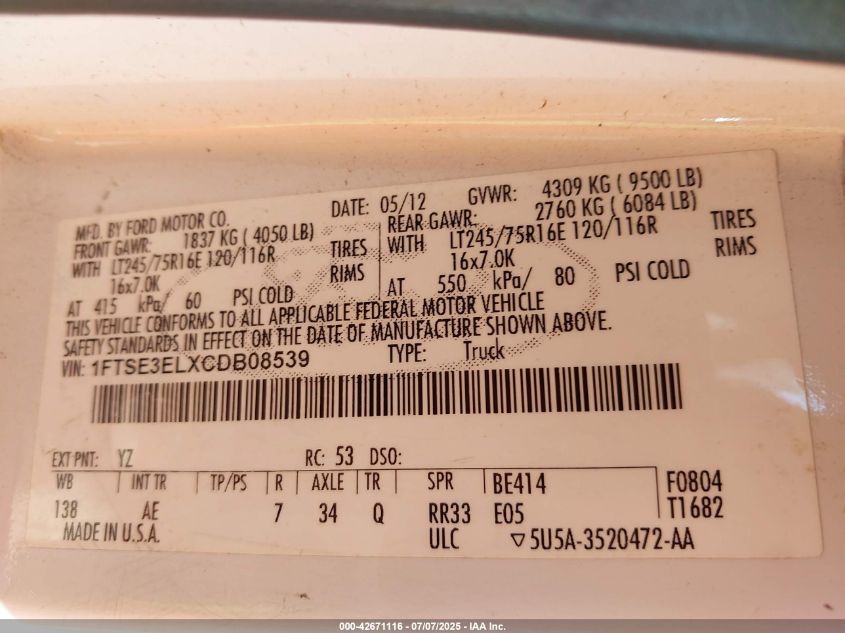 MFD. BY FORD MOTOR CO.
DATE: 05/12 GVWR: 4309 KG ( 9500 LB)
FRONT GAWR: 1837 KG ( 4050 LB)
WITH LT245/75R16E 120/116R TIRES
16x7.0K RIMS
AT 415 kPa/ 60 PSI COLD
REAR GAWR: 2760 KG ( 6084 LB)
WITH LT245/75R16E 120/116R TIRES
16x7.0K RIMS
AT 550 kPa/ 80 PSI COLD
THIS VEHICLE CONFORMS TO ALL APPLICABLE FEDERAL MOTOR VEHICLE
SAFETY STANDARDS IN EFFECT ON THE DATE OF MANUFACTURE SHOWN ABOVE.
VIN: 1FTSE3ELXCDB08539 TYPE: Truck
EXT PNT: YZ RC: 53 DSO:
WB INT TR TP/PS R AXLE TR SPR BE414 F0804
138 AE 7 34 Q RR33 E05 T1682
MADE IN U.S.A. ULC ▽5U5A-3520472-AA
000-42671116 - 07/07/2025 - IAA Inc.